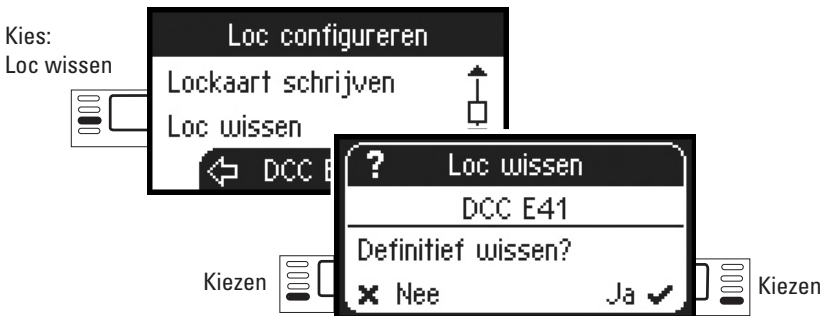 Kies:
Loc wissen
Loc configureren
Lockaart schrijven
Loc wissen
DCC E
? Loc wissen
DCC E41
Definitief wissen?
Kiezen
Nee
Ja
Kiezen